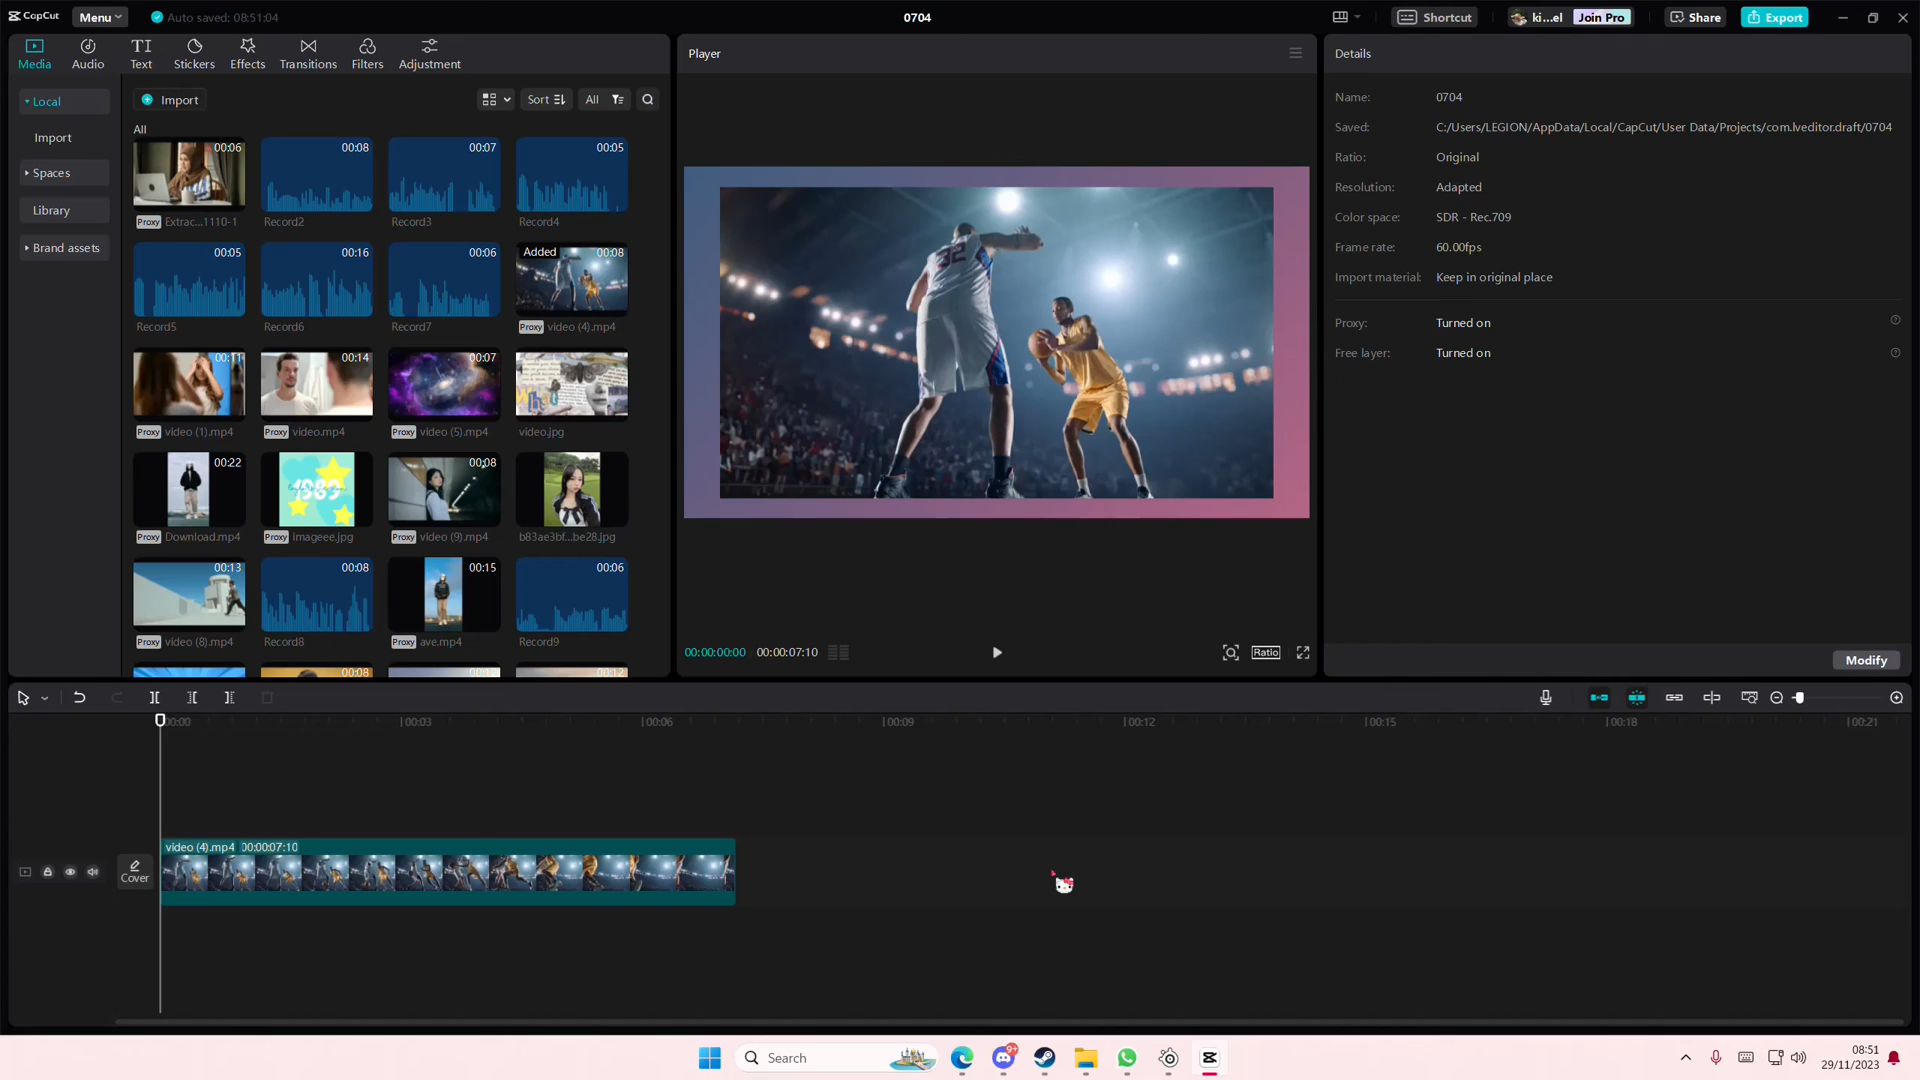 CapCut
Menu
Auto saved: 08:51:04
0704
Shortcut
ki...el
Join Pro
Share
Export
Media
Audio
Text
Stickers
Effects
Transitions
Filters
Adjustment
Player
Details
Local
Import
Spaces
Library
Brand assets
Import
Sort
All
All
00:06
00:08
00:07
00:05
Proxy Extrac...1110-1
Record2
Record3
Record4
00:05
00:16
00:06
Added 00:08
Record5
Record6
Record7
Proxy video (4).mp4
00:11
00:14
00:07
Proxy video (1).mp4
Proxy video.mp4
Proxy video (5).mp4
video.jpg
00:22
1989
00:08
Proxy Download.mp4
Proxy imageee.jpg
Proxy video (9).mp4
b83ae3bf...be28.jpg
00:13
00:08
00:15
00:06
Proxy video (8).mp4
Record8
Proxy ave.mp4
Record9
00:08
32
00:00:00:00
00:00:07:10
Ratio
Name: 0704
Saved: C:/Users/LEGION/AppData/Local/CapCut/User Data/Projects/com.lveditor.draft/0704
Ratio: Original
Resolution: Adapted
Color space: SDR - Rec.709
Frame rate: 60.00fps
Import material: Keep in original place
Proxy: Turned on
Free layer: Turned on
Modify
00:00
00:03
00:06
00:09
00:12
00:15
00:18
00:21
video (4).mp4 00:00:07:10
Cover
Search
9+
08:51
29/11/2023